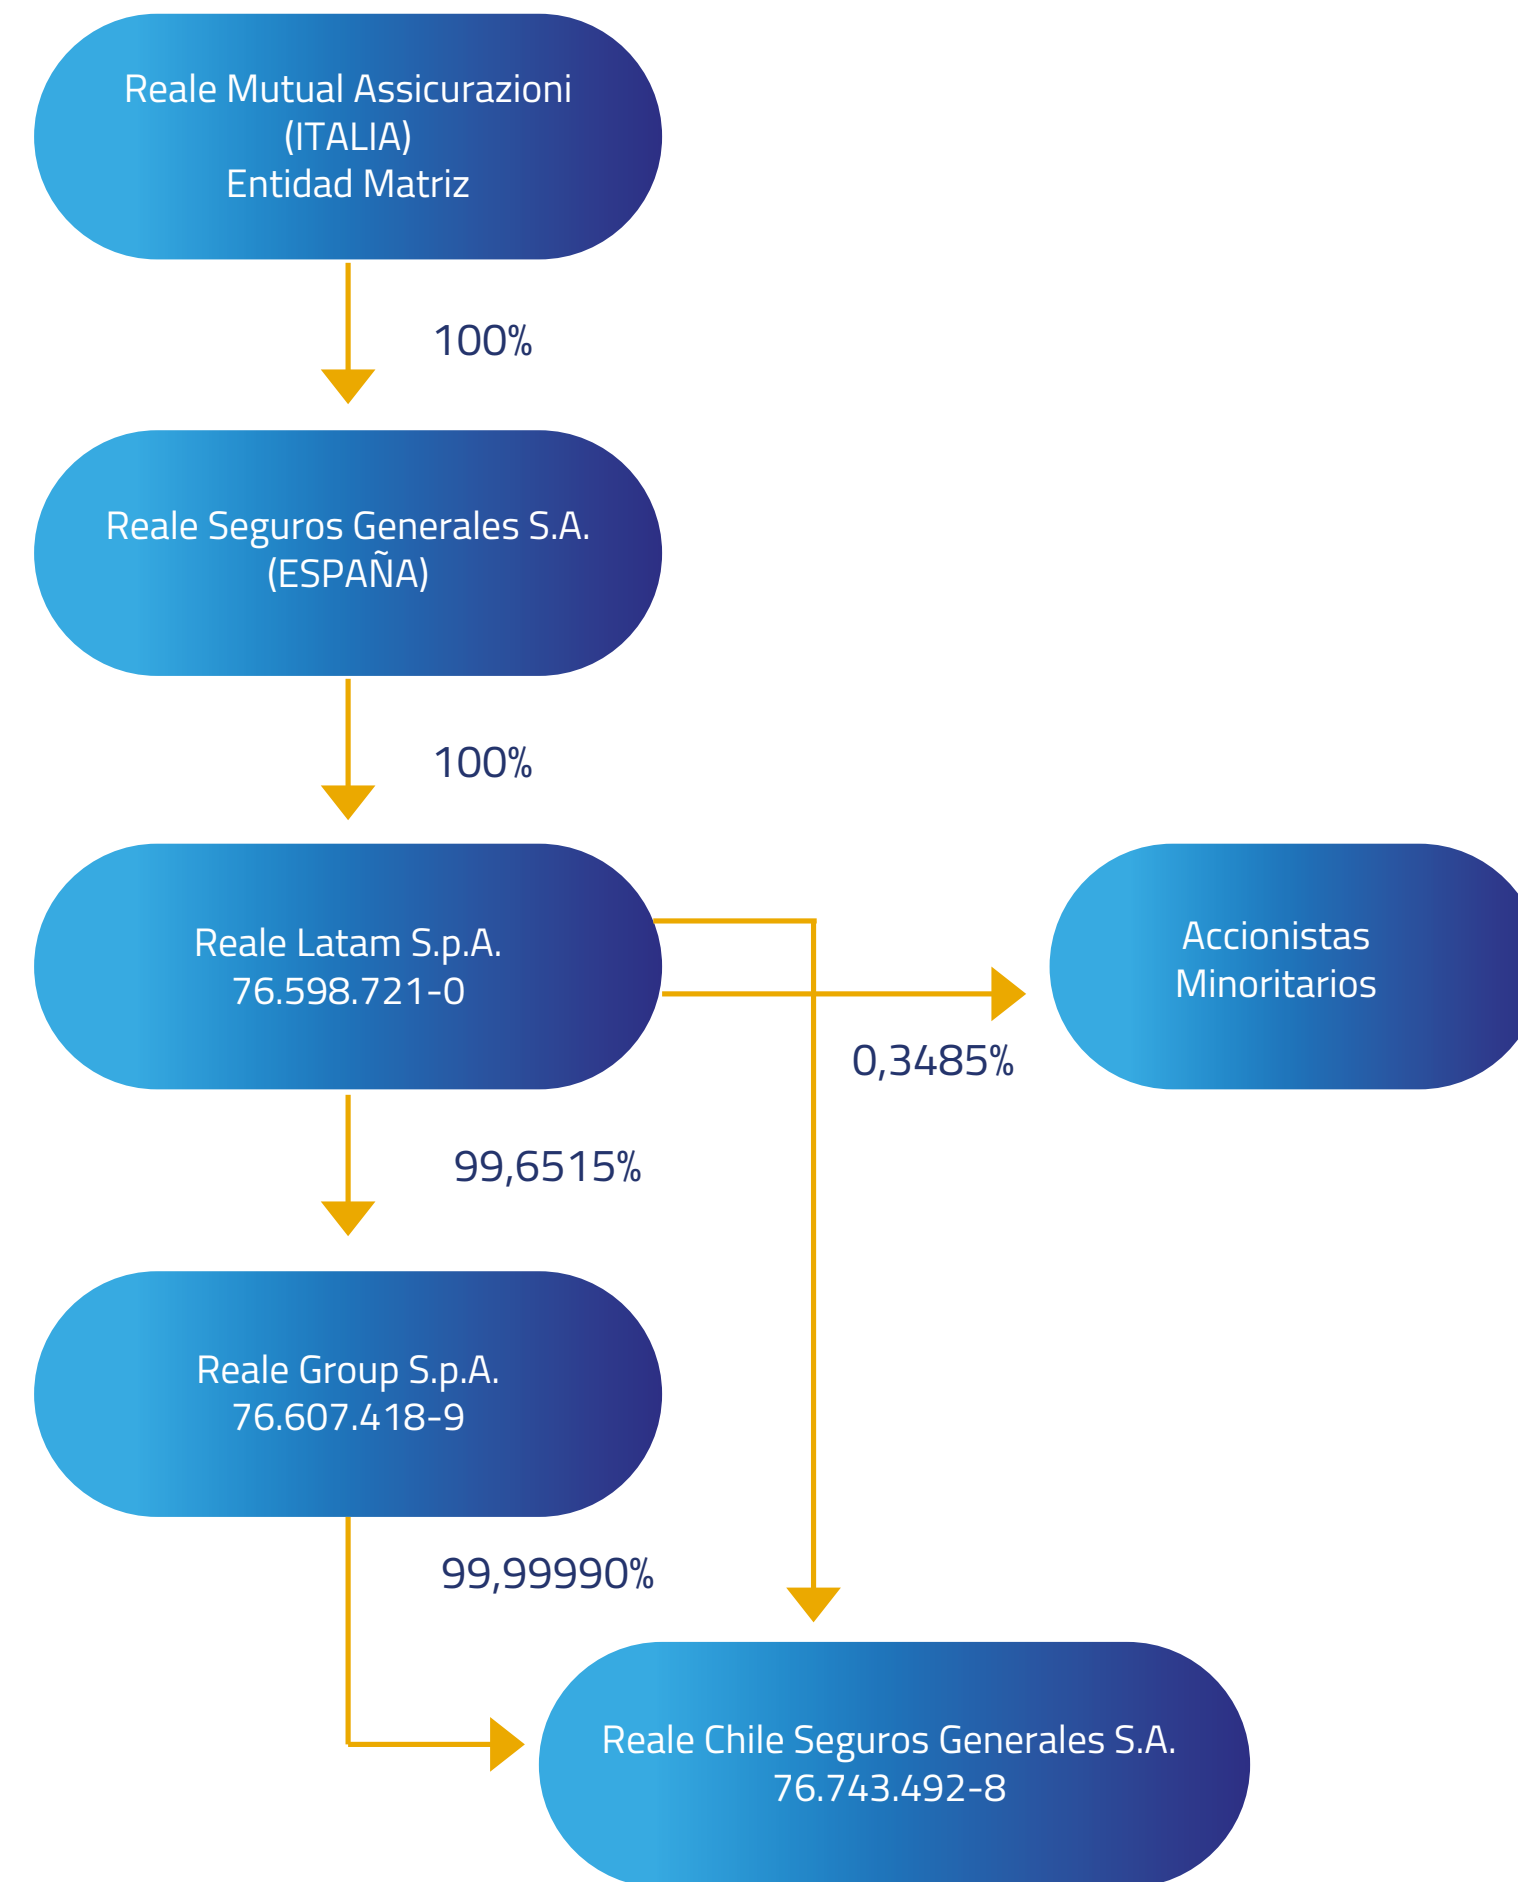 Reale Mutual Assicurazioni
(ITALIA)
Entidad Matriz
100%
Reale Seguros Generales S.A.
(ESPAÑA)
100%
Reale Latam S.p.A.
76.598.721-0
Accionistas
Minoritarios
0,3485%
99,6515%
Reale Group S.p.A.
76.607.418-9
99,99990%
Reale Chile Seguros Generales S.A.
76.743.492-8